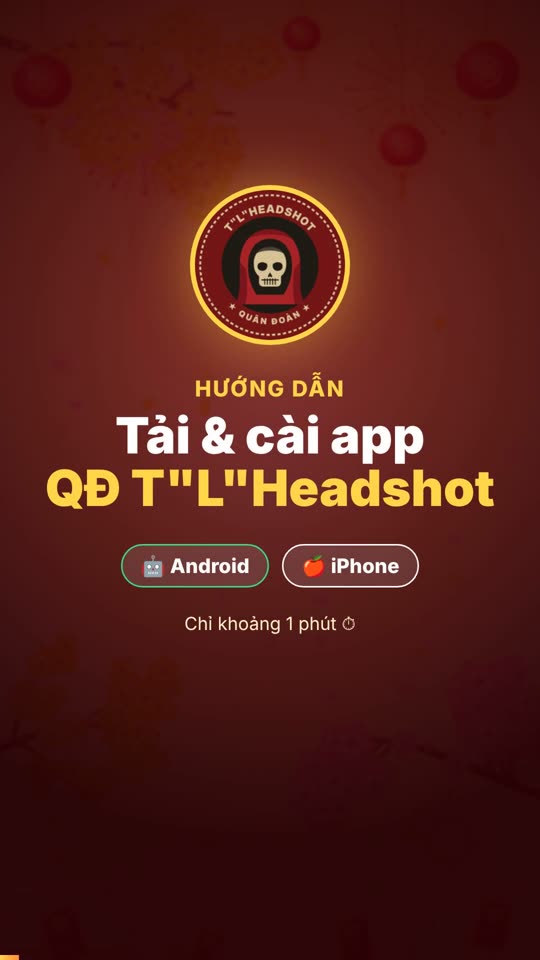 T"L"HEADSHOT
★ QUÂN ĐOÀN ★
HƯỚNG DẪN
Tải & cài app
QĐ T"L"Headshot
🤖 Android
🍎 iPhone
Chỉ khoảng 1 phút ⏱